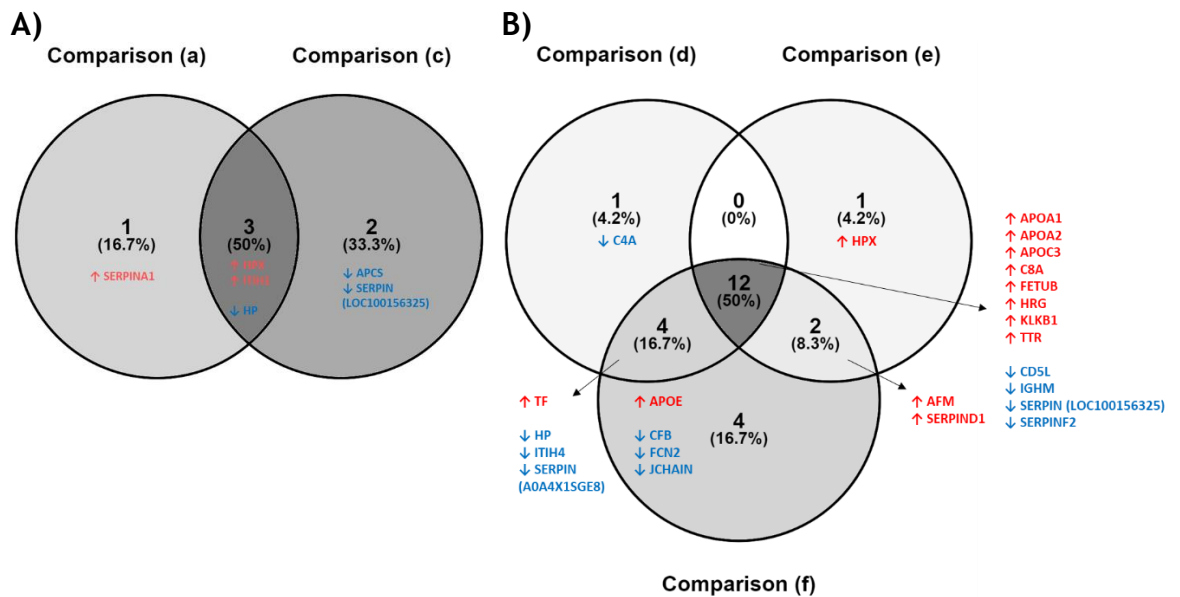 A)
Comparison (a)
Comparison (c)
1
(16.7%)
↑ SERPINA1
3
(50%)
↑
↑
↓ HP
2
(33.3%)
↓ APCS
↓ SERPIN
(LOC100156325)
B)
Comparison (d)
Comparison (e)
1
(4.2%)
↓ C4A
0
(0%)
1
(4.2%)
↑ HPX
12
(50%)
4
(16.7%)
2
(8.3%)
↑ APOA1
↑ APOA2
↑ APOC3
↑ C8A
↑ FETUB
↑ HRG
↑ KLKB1
↑ TTR
↓ CD5L
↓ IGHM
↓ SERPIN (LOC100156325)
↓ SERPINF2
↑ TF
↓ HP
↓ ITIH4
↓ SERPIN
(A0A4X1SGE8)
↑ APOE
↓ CFB
↓ FCN2
↓ JCHAIN
4
(16.7%)
↑ AFM
↑ SERPIND1
Comparison (f)